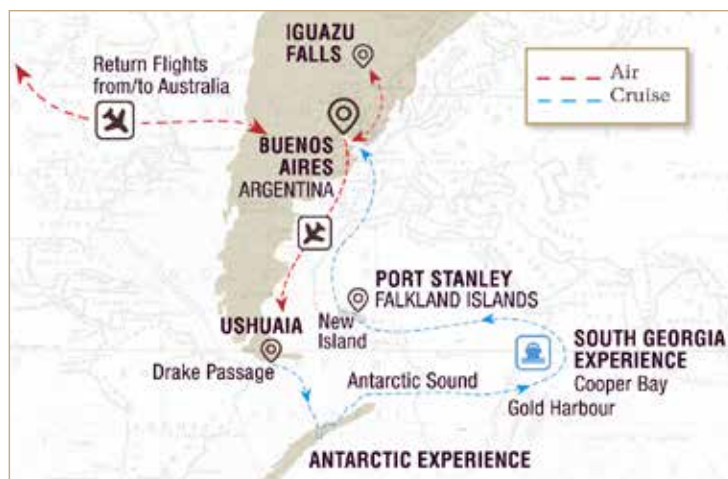 IGUAZU
FALLS
Return Flights
from/to Australia
Air
Cruise
BUENOS
AIRES
ARGENTINA
PORT STANLEY
FALKLAND ISLANDS
New
Island
USHUAIA
Drake Passage
SOUTH GEORGIA
EXPERIENCE
Cooper Bay
Antarctic Sound
Gold Harbour
ANTARCTIC EXPERIENCE